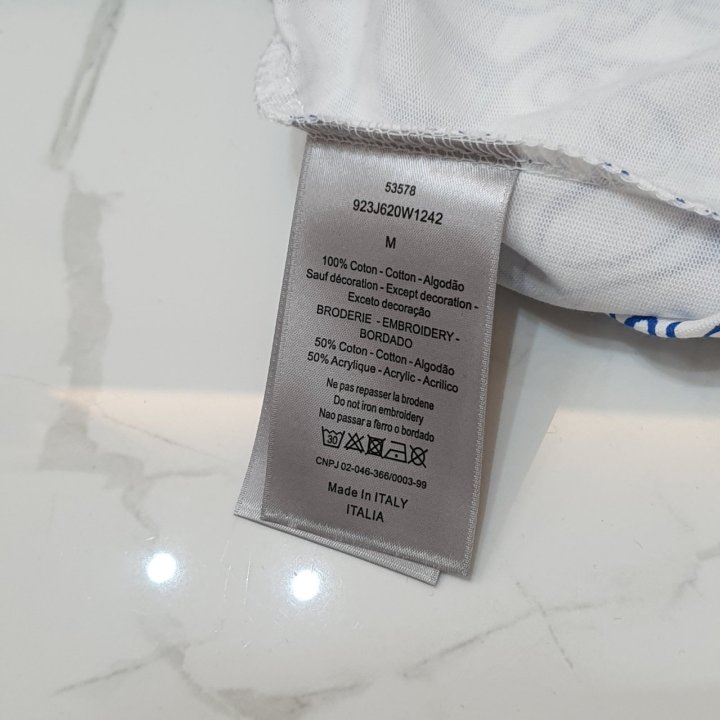 53578
923J620W1242
M
100% Coton - Cotton - Algodão
Sauf décoration - Except decoration -
Exceto decoração
BRODERIE - EMBROIDERY -
BORDADO
50% Coton - Cotton - Algodão
50% Acrylique - Acrylic - Acrilico
Ne pas repasser la brodene
Do not iron embroidery
Nao passar a ferro o bordado
30
CNPJ 02-046-366/0003-99
Made in ITALY
ITALIA